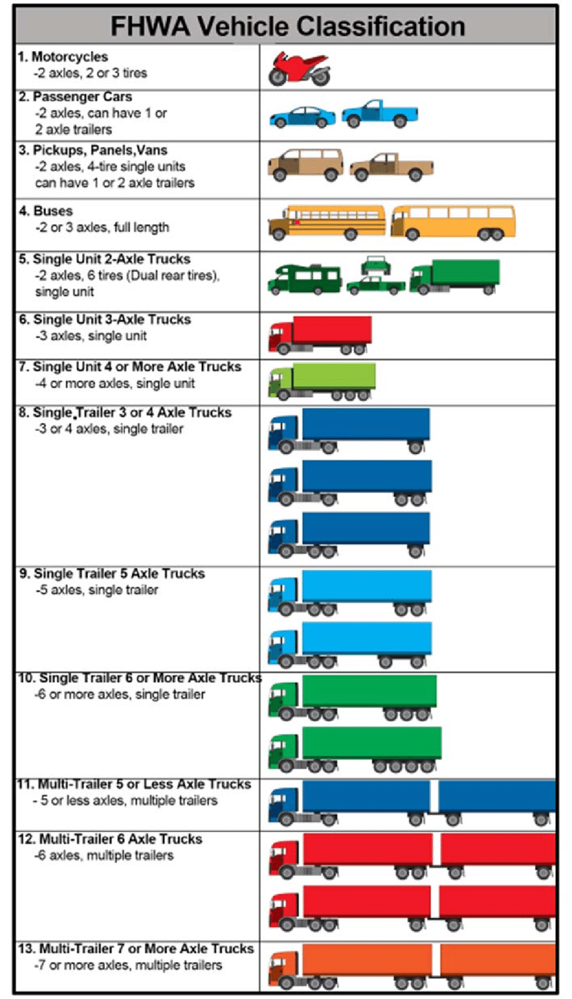 FHWA Vehicle Classification
1. Motorcycles
-2 axles, 2 or 3 tires
2. Passenger Cars
-2 axles, can have 1 or
2 axle trailers
3. Pickups, Panels,Vans
-2 axles, 4-tire single units
can have 1 or 2 axle trailers
4. Buses
-2 or 3 axles, full length
5. Single Unit 2-Axle Trucks
-2 axles, 6 tires (Dual rear tires),
single unit
6. Single Unit 3-Axle Trucks
-3 axles, single unit
7. Single Unit 4 or More Axle Trucks
-4 or more axles, single unit
8. Single Trailer 3 or 4 Axle Trucks
-3 or 4 axles, single trailer
9. Single Trailer 5 Axle Trucks
-5 axles, single trailer
10. Single Trailer 6 or More Axle Trucks
-6 or more axles, single trailer
11. Multi-Trailer 5 or Less Axle Trucks
- 5 or less axles, multiple trailers
12. Multi-Trailer 6 Axle Trucks
-6 axles, multiple trailers
13. Multi-Trailer 7 or More Axle Trucks
-7 or more axles, multiple trailers